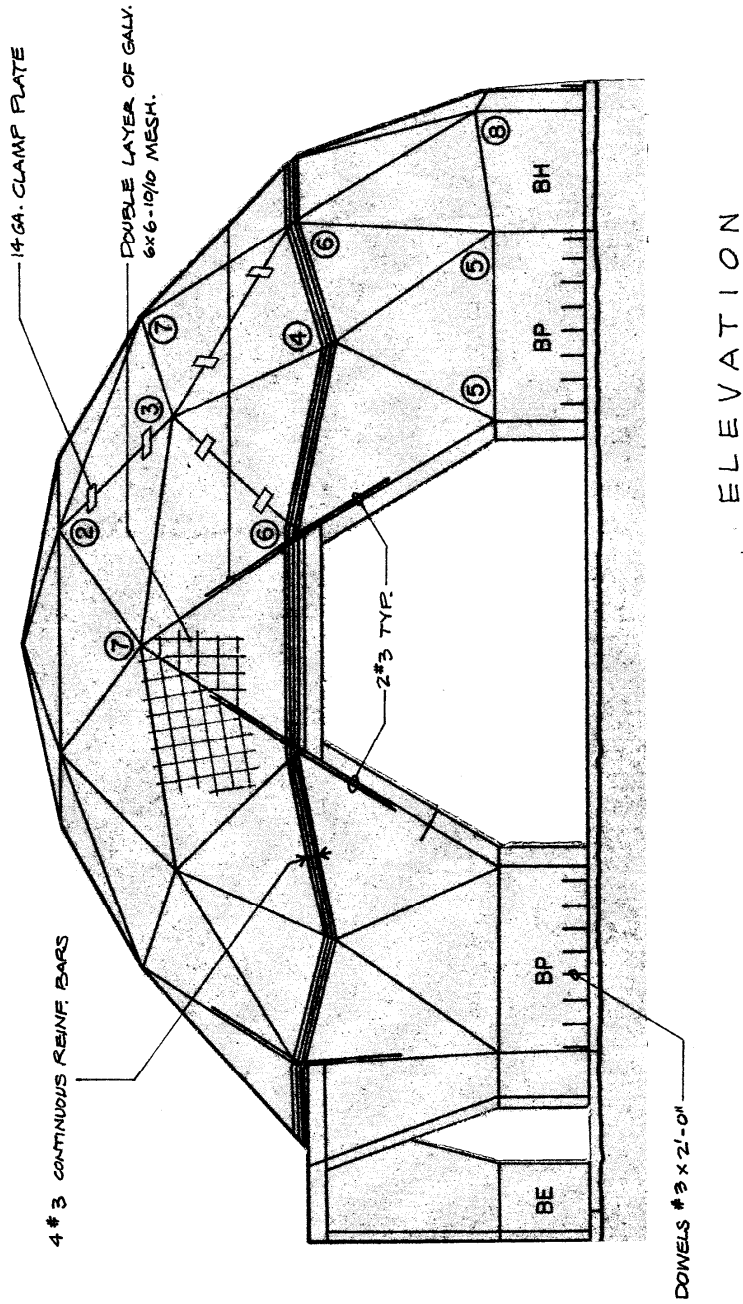 14 GA. CLAMP PLATE
DOUBLE LAYER OF GALV.
6x6-10/10 MESH.
4#3 CONTINUOUS REINF. BARS
2
7
3
7
6
4
6
2#3 TYP.
5
5
8
BE
BP
BP
BH
DOWELS #3 x 2'-0"
ELEVATION